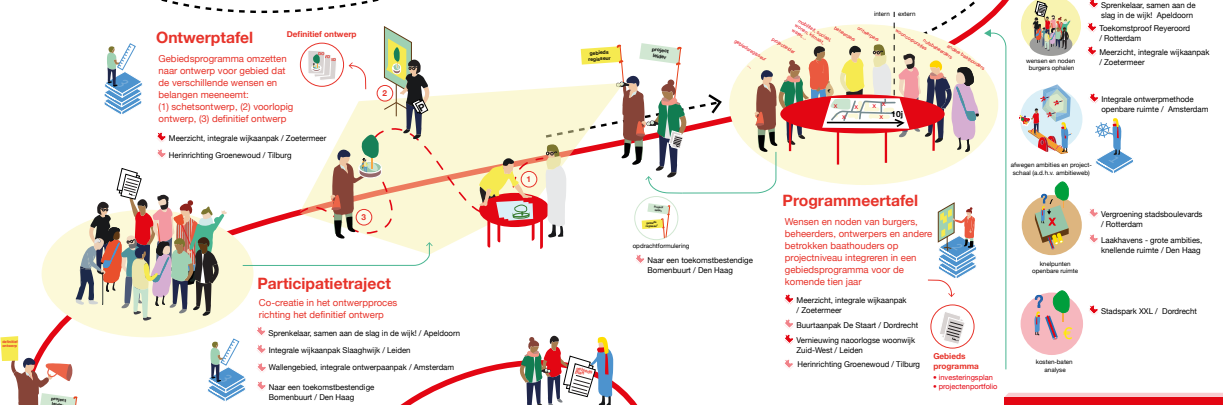 Ontwerptafel
Gebiedsprogramma omzetten
naar ontwerp voor gebied dat
de verschillende wensen en
belangen meeneemt:
(1) schetsontwerp, (2) voorlopig
ontwerp, (3) definitief ontwerp
Meerzicht, integrale wijkaanpak / Zoetermeer
Herinrichting Groenewoud / Tilburg
Definitief ontwerp
2
1
3
Participatietraject
Co-creatie in het ontwerpproces
richting het definitief ontwerp
Sprenkelaar, samen aan de slag in de wijk! / Apeldoorn
Integrale wijkaanpak Slaaghwijk / Leiden
Wallengebied, integrale ontwerpaanpak / Amsterdam
Naar een toekomstbestendige
Bomenbuurt / Den Haag
gebieds
regisseur
project
leider
opdrachtformulering
Naar een toekomstbestendige
Bomenbuurt / Den Haag
intern | extern
10j
Programmeertafel
Wensen en noden van burgers,
beheerders, ontwerpers en andere
betrokken baathouders op
projectniveau integreren in een
gebiedsprogramma voor de
komende tien jaar
Meerzicht, integrale wijkaanpak
/ Zoetermeer
Buurtaanpak De Staart / Dordrecht
Vernieuwing naoorlogse woonwijk
Zuid-West / Leiden
Herinrichting Groenewoud / Tilburg
Gebieds
programma
• investeringsplan
• projectenportfolio
wensen en noden
burgers ophalen
Sprenkelaar, samen aan de
slag in de wijk! Apeldoorn
Toekomstproof Reyeroord
/ Rotterdam
Meerzicht, integrale wijkaanpak
/ Zoetermeer
afwegen ambities en project-
schaal (a.d.h.v. ambitieweb)
Integrale ontwerpmethode
openbare ruimte / Amsterdam
knelpunten
openbare ruimte
Vergroening stadsboulevards
/ Rotterdam
Laakhavens - grote ambities,
knellende ruimte / Den Haag
kosten-baten
analyse
Stadspark XXL / Dordrecht
project